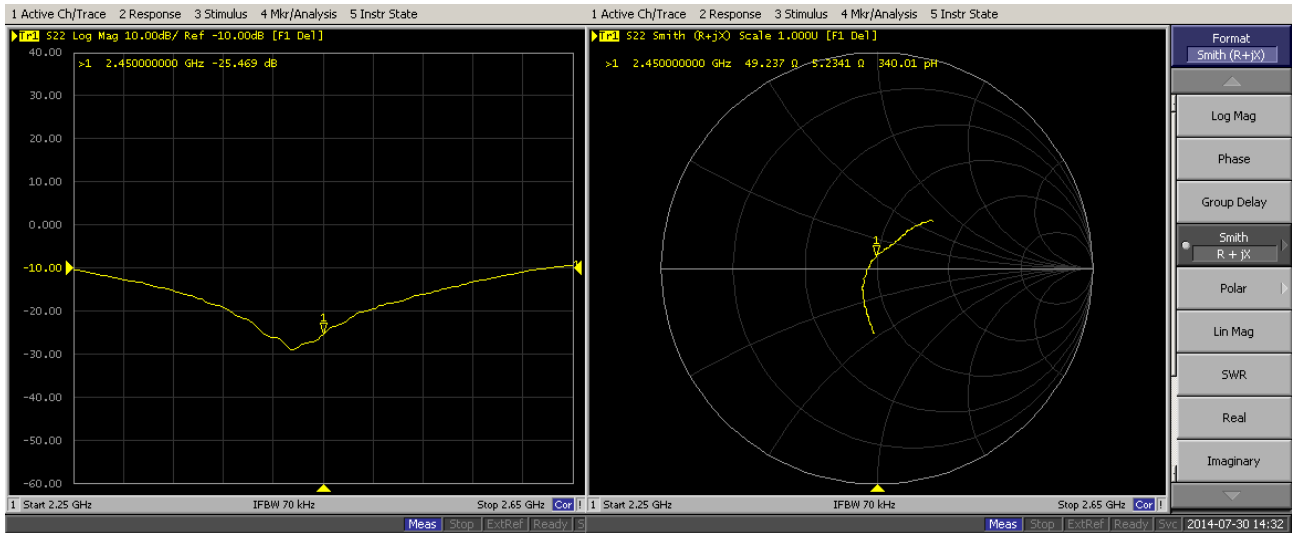 1 Active Ch/Trace 2 Response 3 Stimulus 4 Mkr/Analysis 5 Instr State
Tr1 S22 Log Mag 10.00dB/ Ref -10.00dB [F1 Del]
40.00
>1 2.450000000 GHz -25.469 dB
30.00
20.00
10.00
0.000
-10.00
1
-20.00
1
-30.00
-40.00
-50.00
-60.00
1 Start 2.25 GHz IFBW 70 kHz Stop 2.65 GHz Cor !
Meas Stop ExtRef Ready S
1 Active Ch/Trace 2 Response 3 Stimulus 4 Mkr/Analysis 5 Instr State
Tr1 S22 Smith (R+jX) Scale 1.000U [F1 Del]
>1 2.450000000 GHz 49.237 Ω 5.2341 Ω 340.01 pH
1
1 Start 2.25 GHz IFBW 70 kHz Stop 2.65 GHz Cor !
Meas Stop ExtRef Ready Svc 2014-07-30 14:32
Format
Smith (R+jX)
Log Mag
Phase
Group Delay
Smith
R + jX
Polar
Lin Mag
SWR
Real
Imaginary